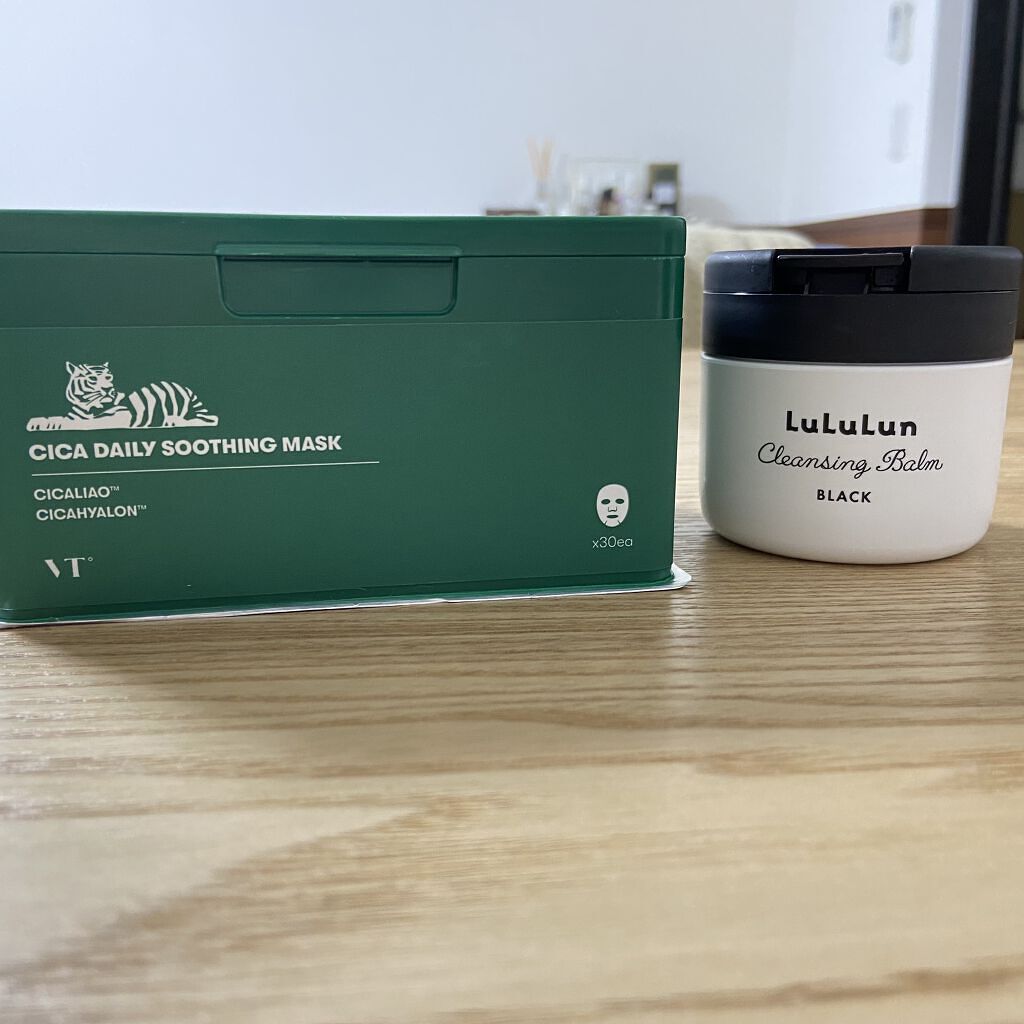 CICA DAILY SOOTHING MASK
CICALIAO™
CICAHYALON™
VT°
x30ea
LuLuLun
Cleansing Balm
BLACK